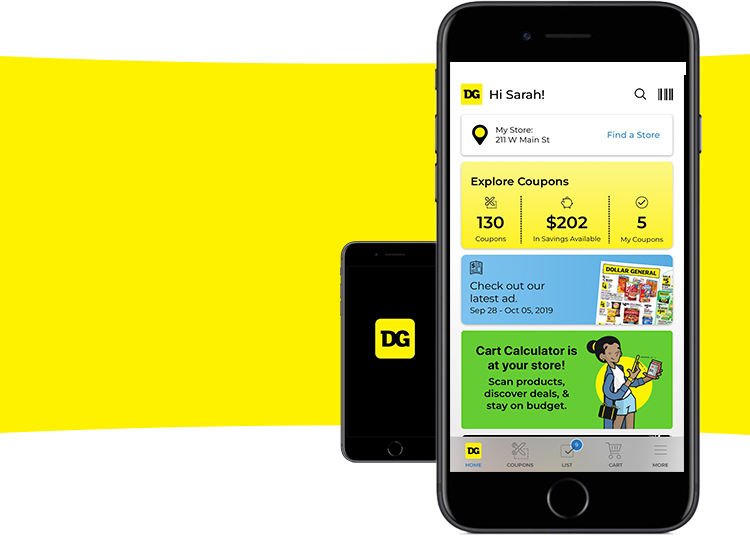 DG Hi Sarah!
My Store:
211 W Main St
Find a Store
Explore Coupons
130
Coupons
$202
In Savings Available
5
My Coupons
Check out our
latest ad.
Sep 28 - Oct 05, 2019
DOLLAR GENERAL
Cart Calculator is
at your store!
Scan products,
discover deals, &
stay on budget.
DG
9
HOME
COUPONS
LIST
CART
MORE
DG